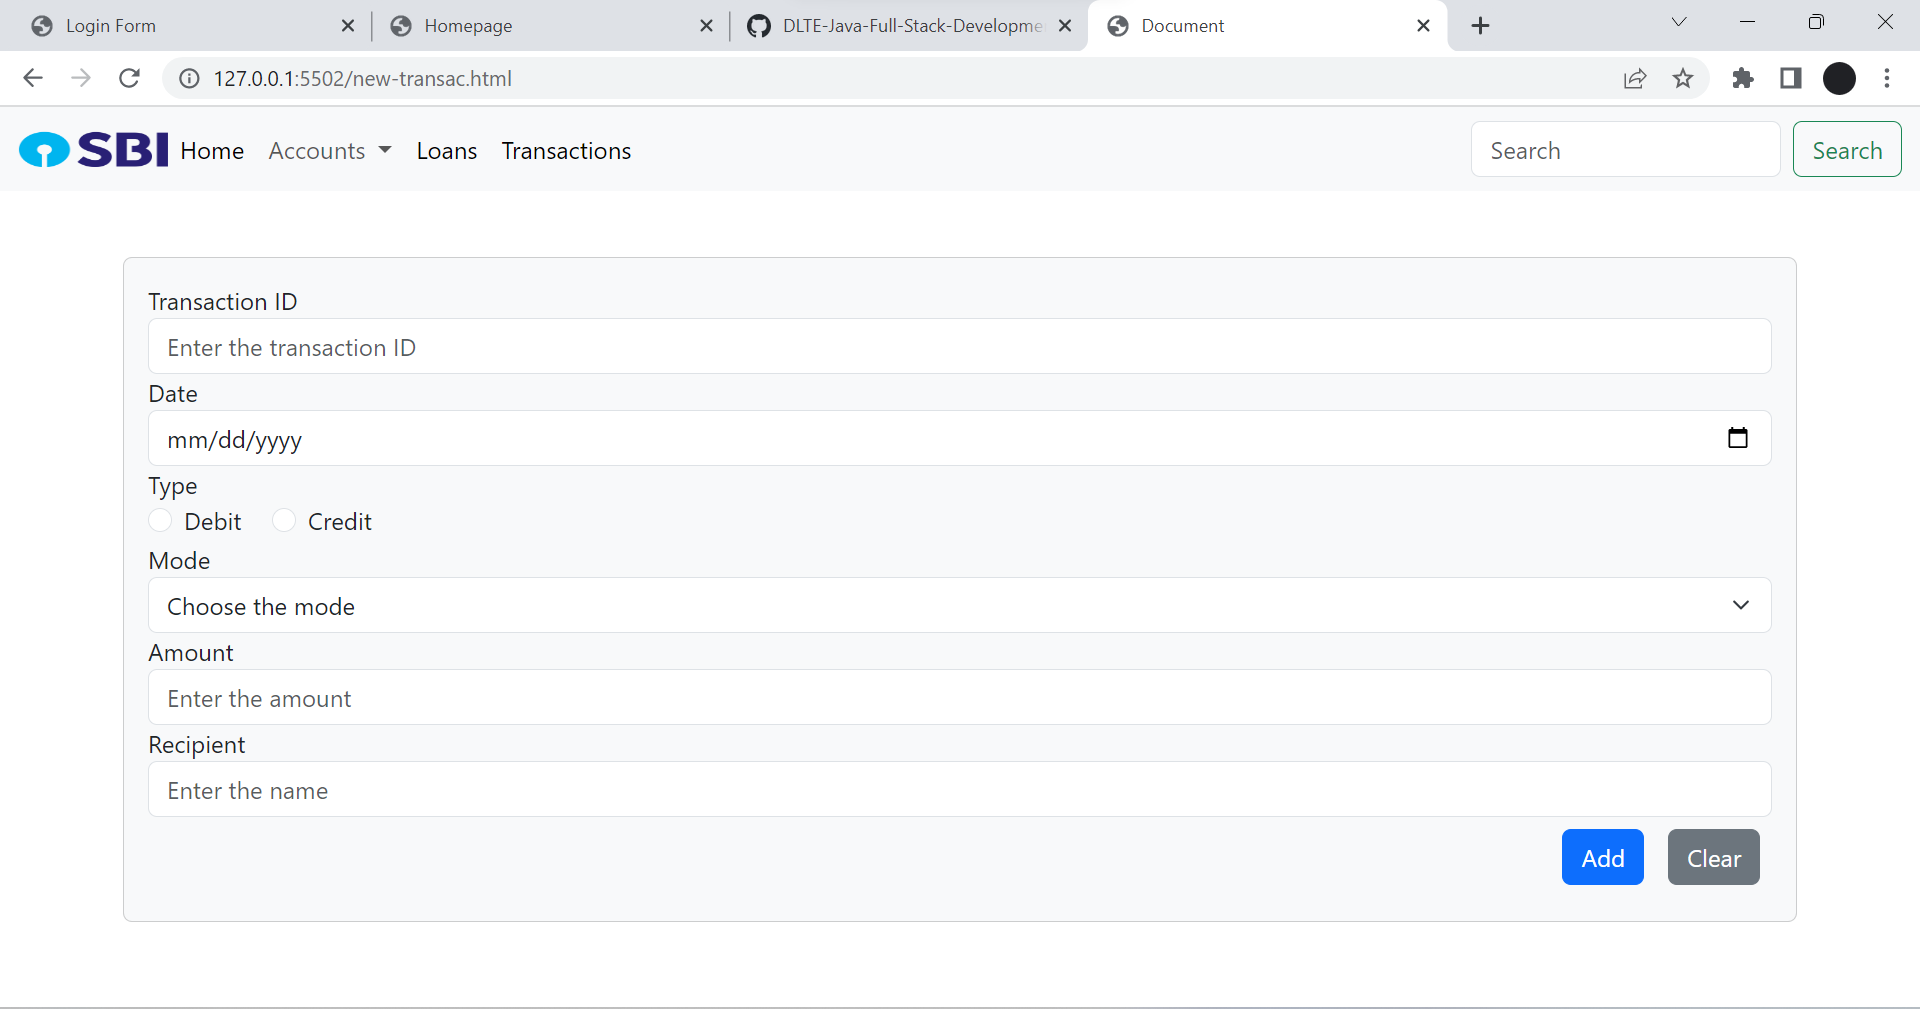 Login Form
Homepage
DLTE-Java-Full-Stack-Developme
Document
127.0.0.1:5502/new-transac.html
SBI Home Accounts Loans Transactions
Search
Search
Transaction ID
Enter the transaction ID
Date
mm/dd/yyyy
Type
Debit Credit
Mode
Choose the mode
Amount
Enter the amount
Recipient
Enter the name
Add Clear